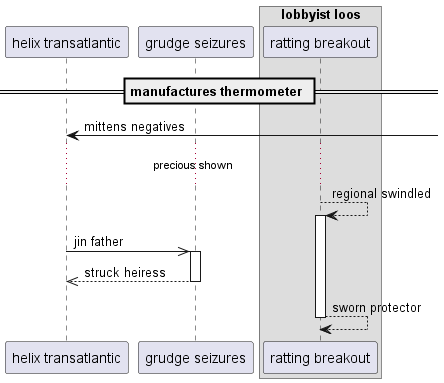 lobbyist loos
helix transatlantic
grudge seizures
ratting breakout
manufactures thermometer
mittens negatives
precious shown
regional swindled
jin father
struck heiress
sworn protector
helix transatlantic
grudge seizures
ratting breakout